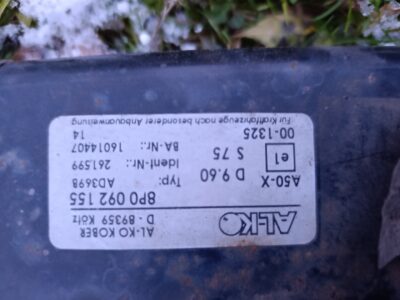 AL-KO
AL-KO KOBER
D - 89359 Kötz
8P0 092 155
A50-X
Typ: AD369B
e1
D 9.60
Ident-Nr.: 261.599
S 75
BA-Nr.: 16014407
00-1325
14
für Kraftfahrzeuge nach besonderer Anbauanweisung